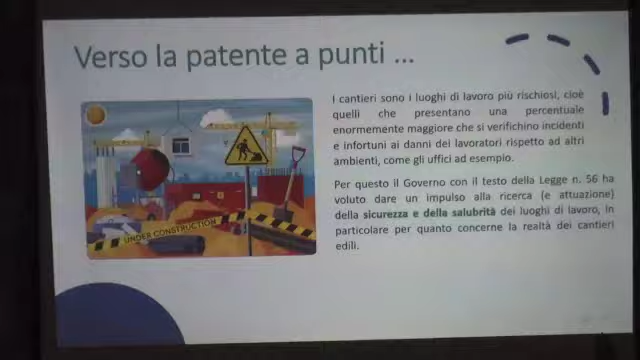 Verso la patente a punti ...
I cantieri sono i luoghi di lavoro più rischiosi, cioè
quelli che presentano una percentuale
enormemente maggiore che si verifichino incidenti
e infortuni ai danni dei lavoratori rispetto ad altri
ambienti, come gli uffici ad esempio.
Per questo il Governo con il testo della Legge n. 56 ha
voluto dare un impulso alla ricerca (e attuazione)
della sicurezza e della salubrità dei luoghi di lavoro, in
particolare per quanto concerne la realtà dei cantieri
edili.
UNDER CONSTRUCTION